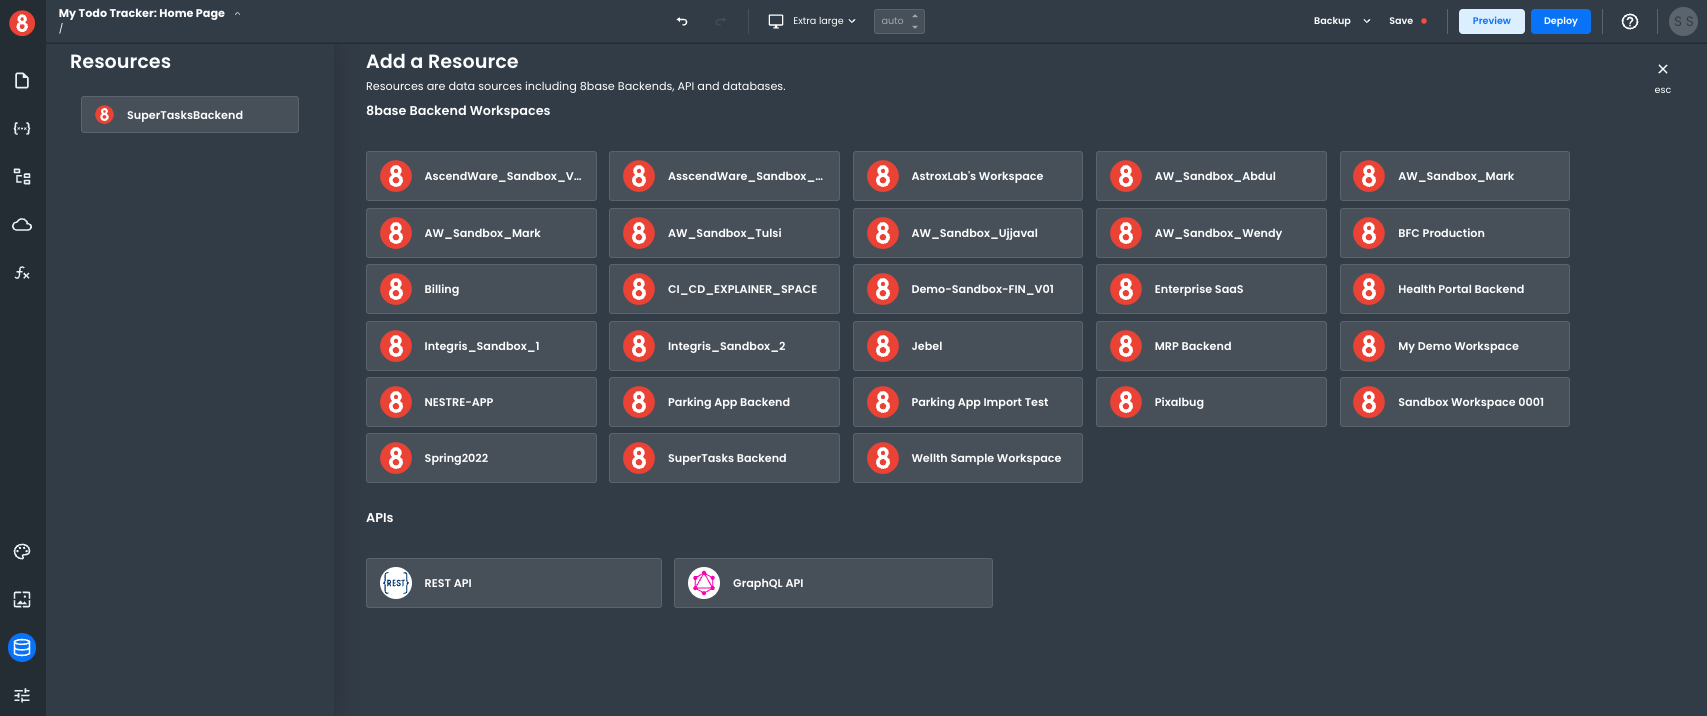 My Todo Tracker: Home Page
/
Extra large
auto
Backup
Save
Preview
Deploy
S S
Resources
SuperTasksBackend
Add a Resource
Resources are data sources including 8base Backends, API and databases.
esc
8base Backend Workspaces
AscendWare_Sandbox_V...
AsscendWare_Sandbox_...
AstroxLab's Workspace
AW_Sandbox_Abdul
AW_Sandbox_Mark
AW_Sandbox_Mark
AW_Sandbox_Tulsi
AW_Sandbox_Ujjaval
AW_Sandbox_Wendy
BFC Production
Billing
CI_CD_EXPLAINER_SPACE
Demo-Sandbox-FIN_V01
Enterprise SaaS
Health Portal Backend
Integris_Sandbox_1
Integris_Sandbox_2
Jebel
MRP Backend
My Demo Workspace
NESTRE-APP
Parking App Backend
Parking App Import Test
Pixalbug
Sandbox Workspace 0001
Spring2022
SuperTasks Backend
Wellth Sample Workspace
APIs
{REST}
REST API
GraphQL API